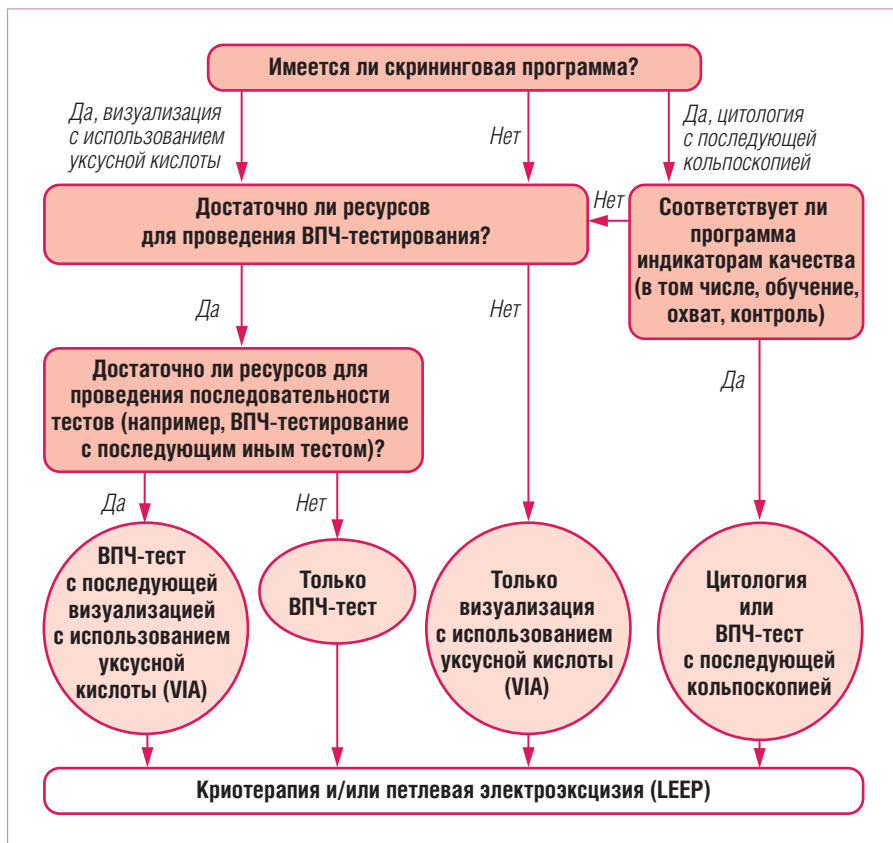 Имеется ли скрининговая программа?
Да, визуализация
с использованием
уксусной кислоты
Нет
Да, цитология
с последующей
кольпоскопией
Достаточно ли ресурсов
для проведения ВПЧ-тестирования?
Нет
Соответствует ли
программа
индикаторам качества
(в том числе, обучение,
охват, контроль)
Да
Нет
Достаточно ли ресурсов для
проведения последовательности
тестов (например, ВПЧ-тестирование
с последующим иным тестом)?
Да
Да
Нет
ВПЧ-тест
с последующей
визуализацией
с использованием
уксусной
кислоты (VIA)
Только
ВПЧ-тест
Только
визуализация
с использованием
уксусной кислоты
(VIA)
Цитология
или
ВПЧ-тест
с последующей
кольпоскопией
Криотерапия и/или петлевая электроэксцизия (LEEP)